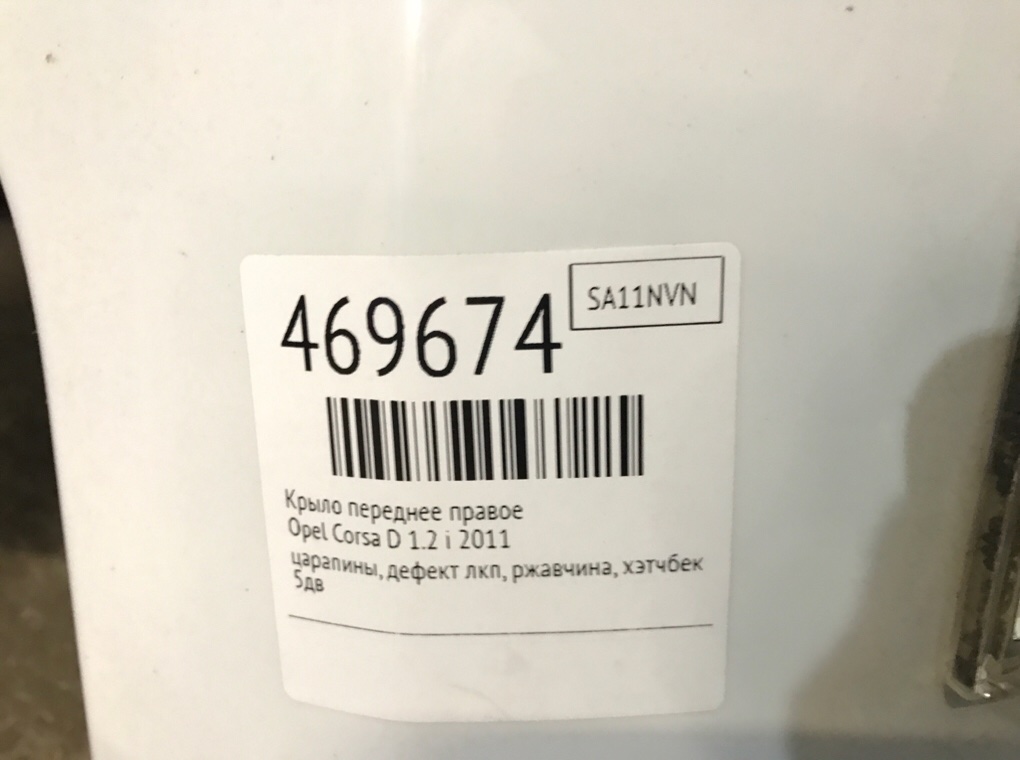 469674
SA11NVN
Крыло переднее правое
Opel Corsa D 1.2 i 2011
царапины, дефект лкп, ржавчина, хэтчбек
5дв